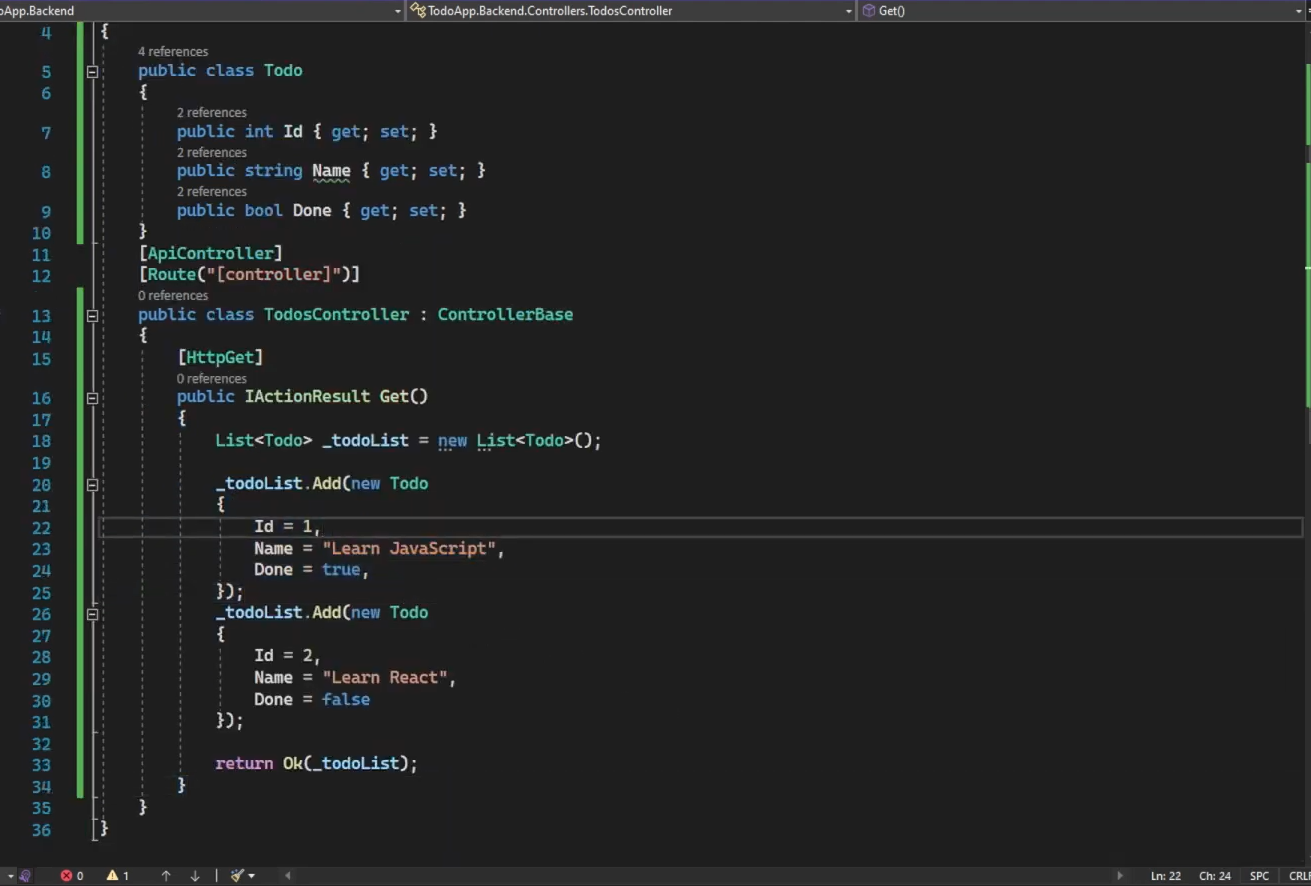 oApp.Backend TodoApp.Backend.Controllers.TodosController Get()
4 {
4 references
5 public class Todo
6 {
2 references
7 public int Id { get; set; }
2 references
8 public string Name { get; set; }
2 references
9 public bool Done { get; set; }
10 }
11 [ApiController]
12 [Route("[controller]")]
0 references
13 public class TodosController : ControllerBase
14 {
15 [HttpGet]
0 references
16 public IActionResult Get()
17 {
18 List<Todo> _todoList = new List<Todo>();
19
20 _todoList.Add(new Todo
21 {
22 Id = 1,
23 Name = "Learn JavaScript",
24 Done = true,
25 });
26 _todoList.Add(new Todo
27 {
28 Id = 2,
29 Name = "Learn React",
30 Done = false
31 });
32
33 return Ok(_todoList);
34 }
35 }
36 }
0 1 Ln: 22 Ch: 24 SPC CRL